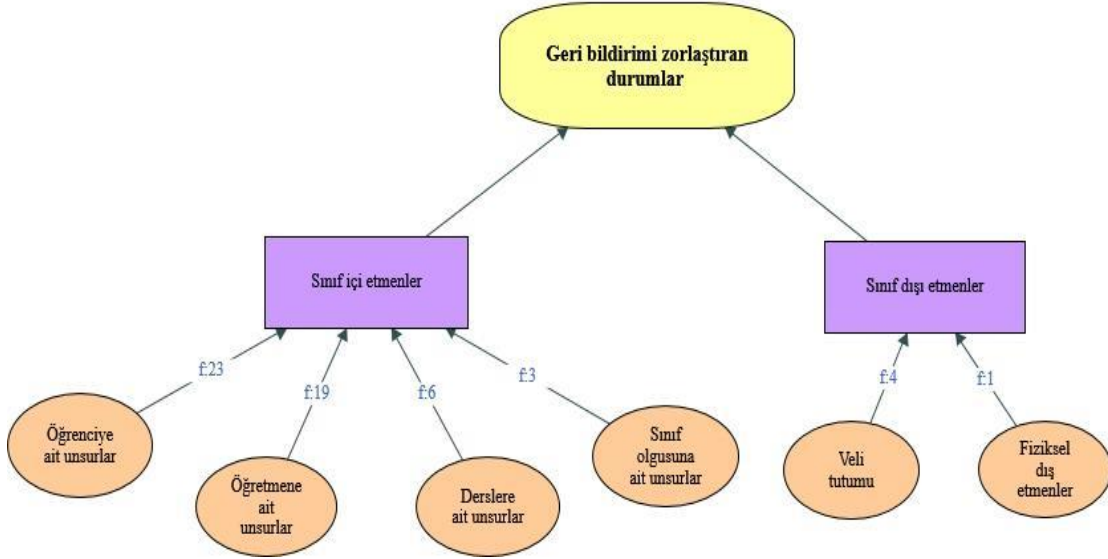 Geri bildirimi zorlaştıran
durumlar
Sınıf içi etmenler
Sınıf dışı etmenler
f:23
f:19
f:6
f:3
f:4
f:1
Öğrenciye
ait unsurlar
Öğretmene
ait
unsurlar
Derslere
ait unsurlar
Sınıf
olgusuna
ait unsurlar
Veli
tutumu
Fiziksel
dış
etmenler